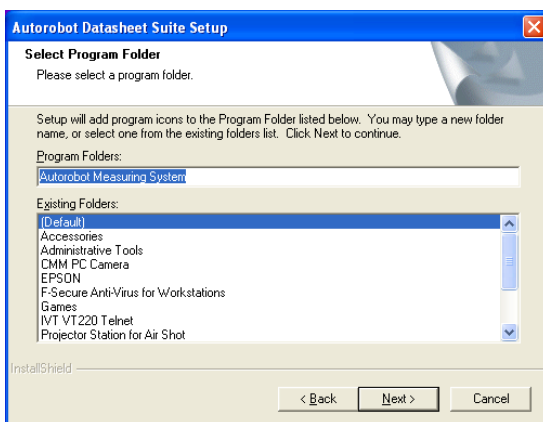 Autorobot Datasheet Suite Setup
Select Program Folder
Please select a program folder.
Setup will add program icons to the Program Folder listed below. You may type a new folder
name, or select one from the existing folders list. Click Next to continue.
Program Folders:
Autorobot Measuring System
Existing Folders:
(Default)
Accessories
Administrative Tools
CMM PC Camera
EPSON
F-Secure Anti-Virus for Workstations
Games
IVT VT220 Telnet
Projector Station for Air Shot
InstallShield
< Back Next > Cancel